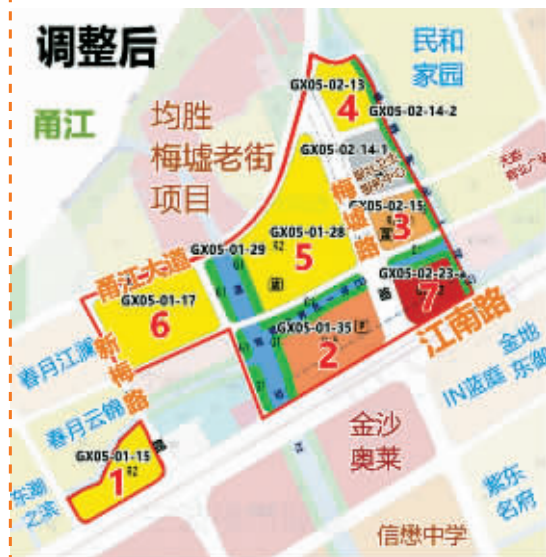 调整后
民和
家园
甬江
均胜
梅墟老街
项目
GX05-02-13
4
GX05-02-14-2
GX05-02-14-1
梅墟路
GX05-02-15
3
GX05-01-28
R2
5
GX05-01-29
甬江大道
GX05-01-17
6
GX05-02-23-a
7
GX05-01-35
2
江南路
新梅路
春月江澜
春月云锦
金地
IN蓝庭 东御
GX05-01-15
R2
1
东湖
之滨
金沙
奥莱
紫东
名府
信懋中学